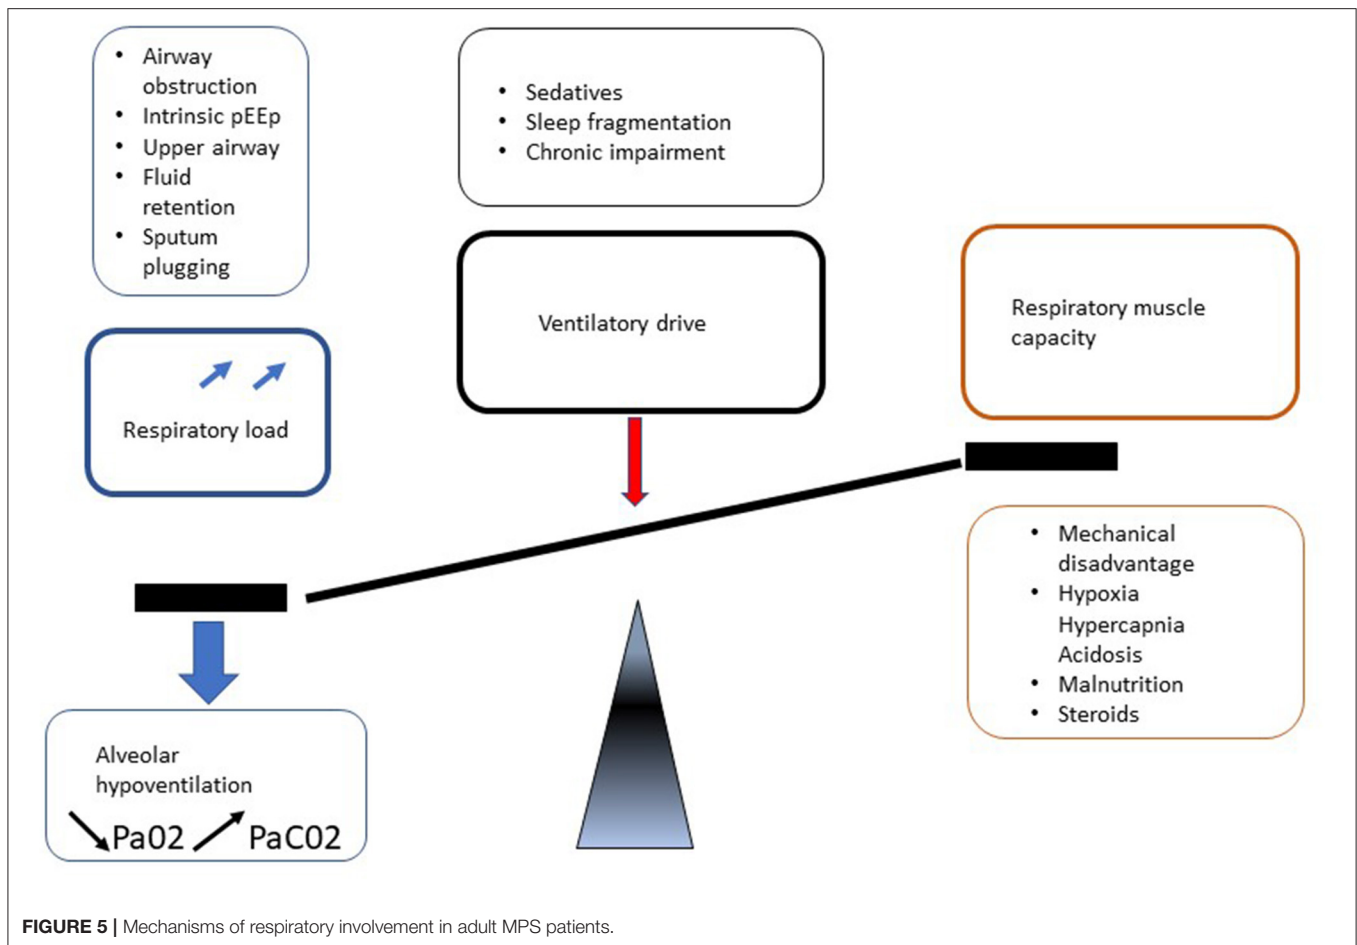 • Airway
obstruction
• Intrinsic pEEp
• Upper airway
• Fluid
retention
• Sputum
plugging
• Sedatives
• Sleep fragmentation
• Chronic impairment
Respiratory load
Ventilatory drive
Respiratory muscle
capacity
• Mechanical
disadvantage
• Hypoxia
Hypercapnia
Acidosis
• Malnutrition
• Steroids
Alveolar
hypoventilation
Pa02 PaC02
FIGURE 5 | Mechanisms of respiratory involvement in adult MPS patients.